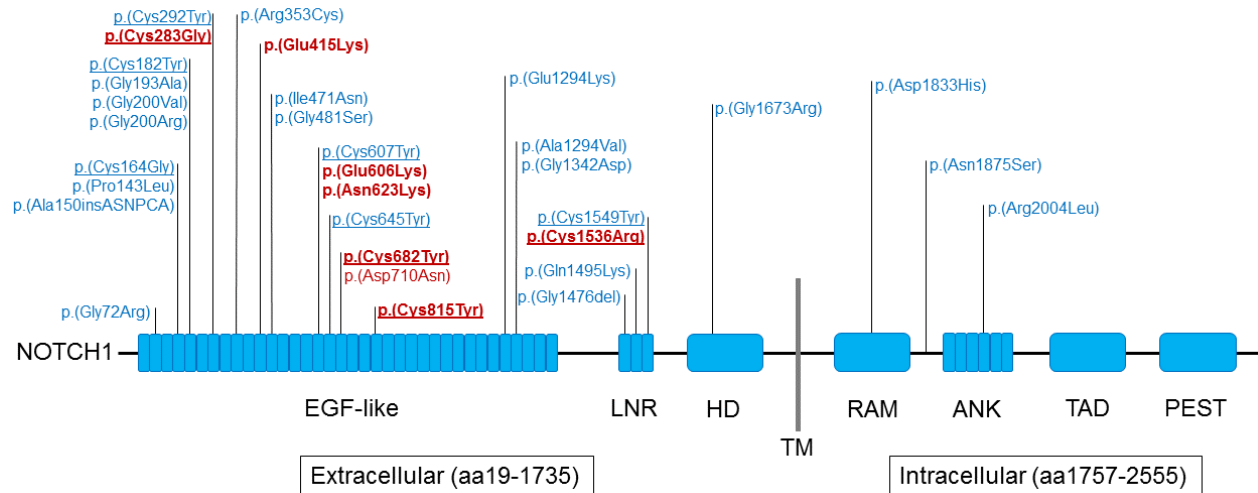 p.(Cys292Tyr)
p.(Cys283Gly)
p.(Arg353Cys)
p.(Glu415Lys)
p.(Cys182Tyr)
p.(Gly193Ala)
p.(Gly200Val)
p.(Gly200Arg)
p.(Ile471Asn)
p.(Gly481Ser)
p.(Glu1294Lys)
p.(Asp1833His)
p.(Gly1673Arg)
p.(Cys164Gly)
p.(Pro143Leu)
p.(Ala150insASNPCA)
p.(Cys607Tyr)
p.(Glu606Lys)
p.(Asn623Lys)
p.(Ala1294Val)
p.(Gly1342Asp)
p.(Asn1875Ser)
p.(Cys645Tyr)
p.(Cys1549Tyr)
p.(Cys1536Arg)
p.(Arg2004Leu)
p.(Cys682Tyr)
p.(Asp710Asn)
p.(Gln1495Lys)
p.(Gly1476del)
p.(Gly72Arg)
p.(Cys815Tyr)
NOTCH1
EGF-like
LNR
HD
TM
RAM
ANK
TAD
PEST
Extracellular (aa19-1735)
Intracellular (aa1757-2555)